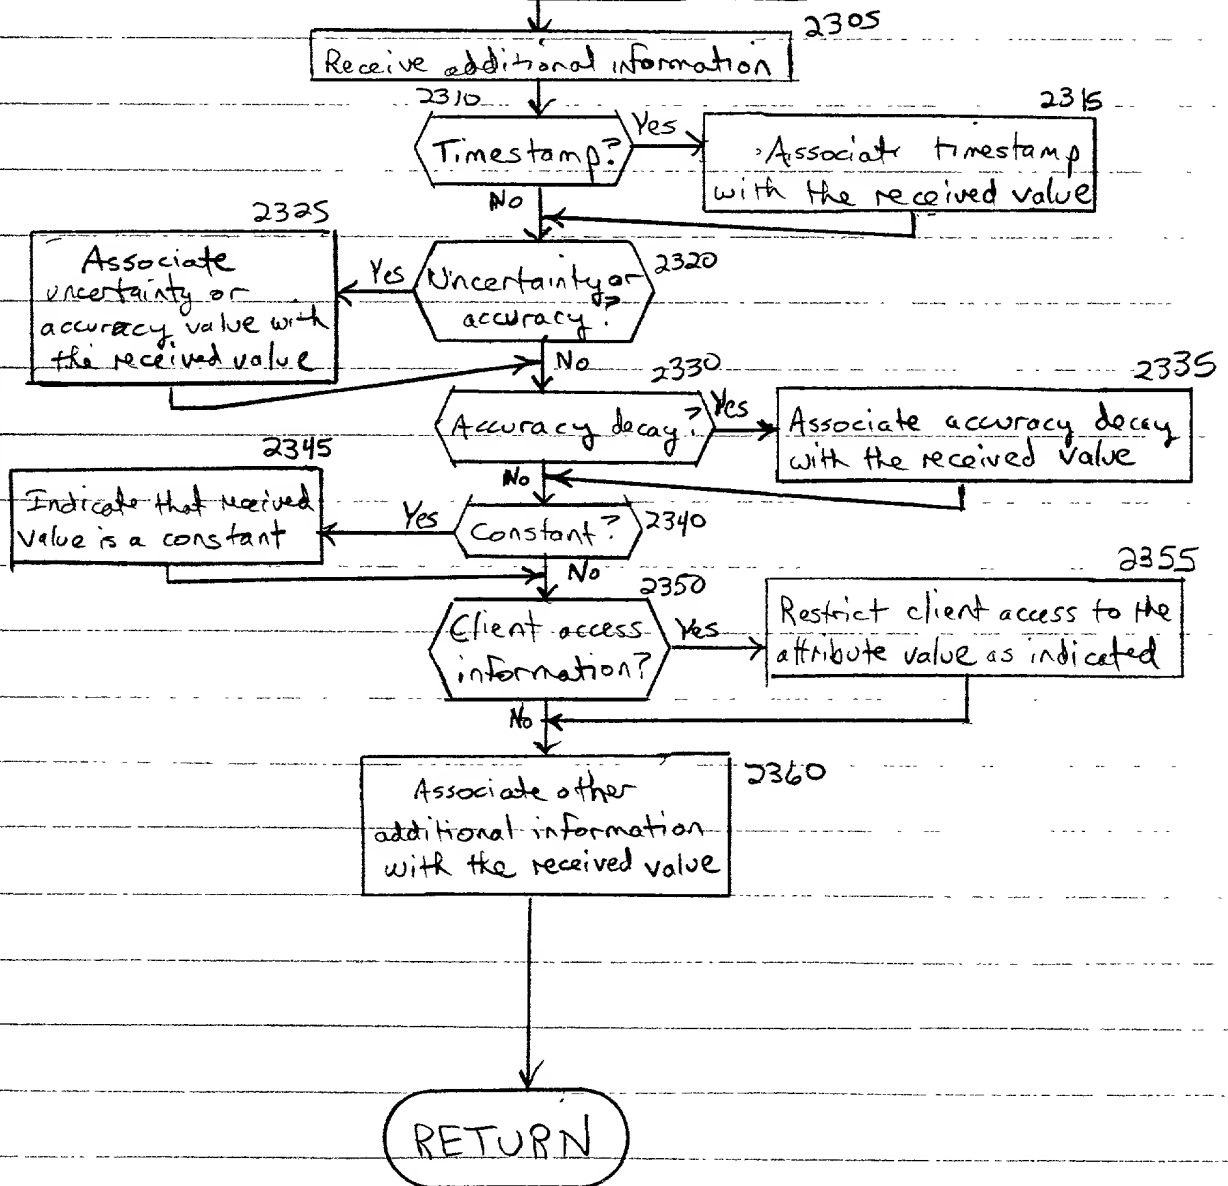 2305
Receive additional information
2310
Timestamp?
Yes
2315
Associate timestamp
with the received value
No
2325
Associate
uncertainty or
accuracy value with
the received value
Yes
Uncertainty or
accuracy?
2320
No
2330
Accuracy decay?
Yes
2335
Associate accuracy decay
with the received value
No
2345
Indicate that received
value is a constant
Yes
Constant?
2340
No
2350
Client access
information?
Yes
2355
Restrict client access to the
attribute value as indicated
No
2360
Associate other
additional information
with the received value
RETURN